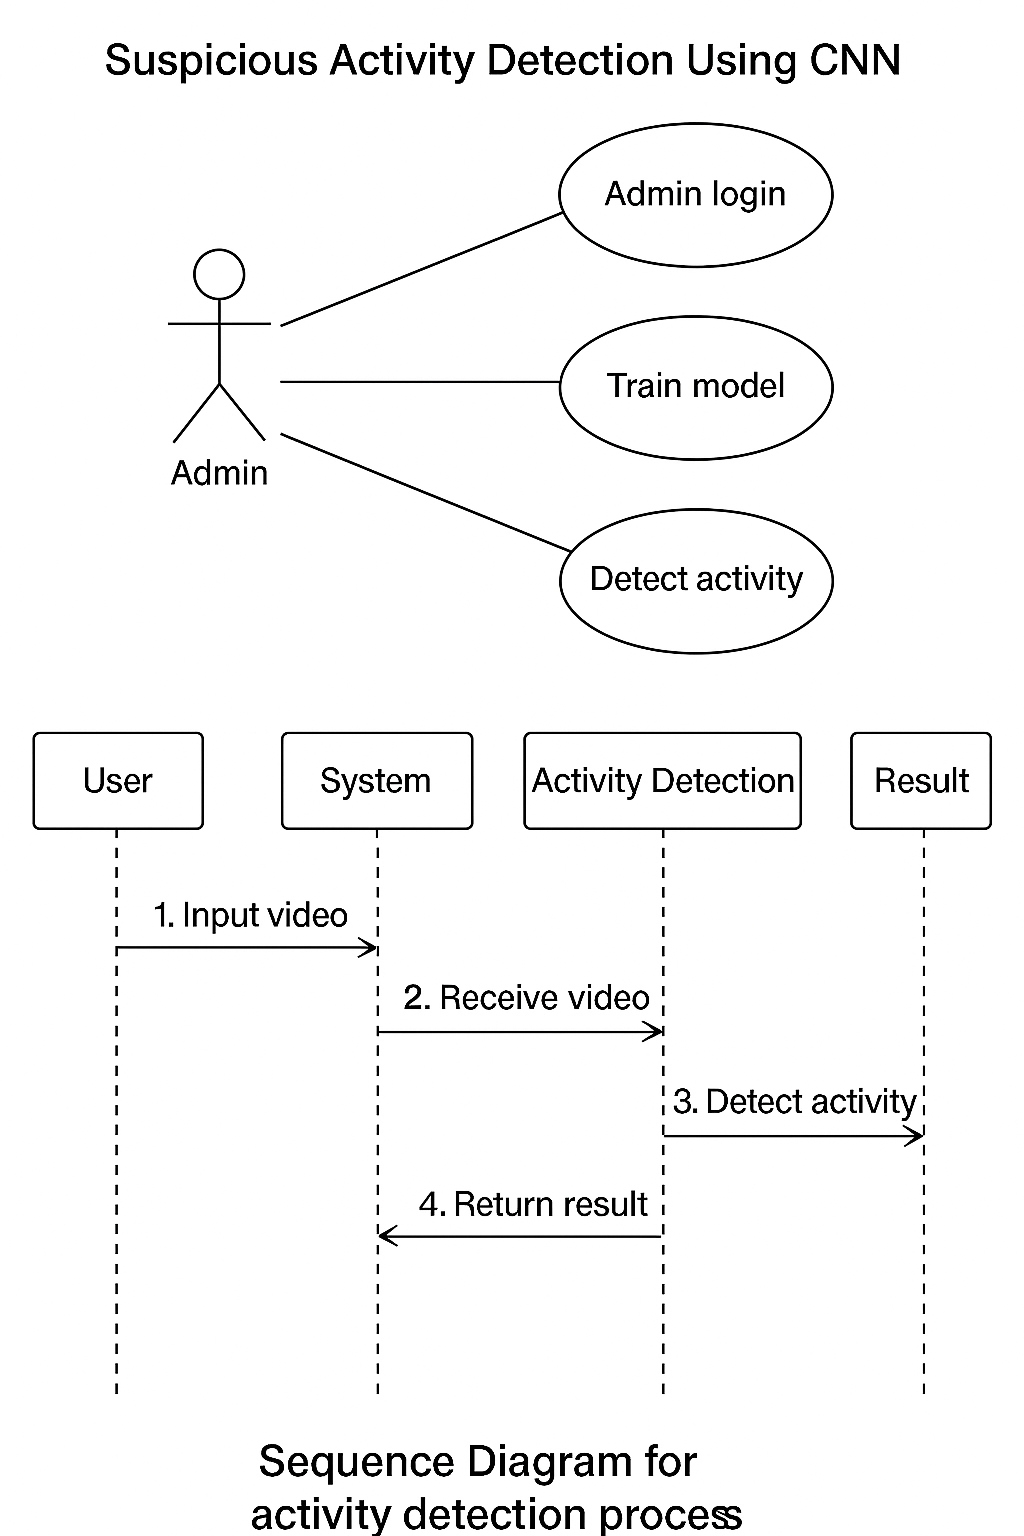 Suspicious Activity Detection Using CNN
Admin login
Train model
Admin
Detect activity
User
System
Activity Detection
Result
1. Input video
2. Receive video
3. Detect activity
4. Return result
Sequence Diagram for
activity detection process